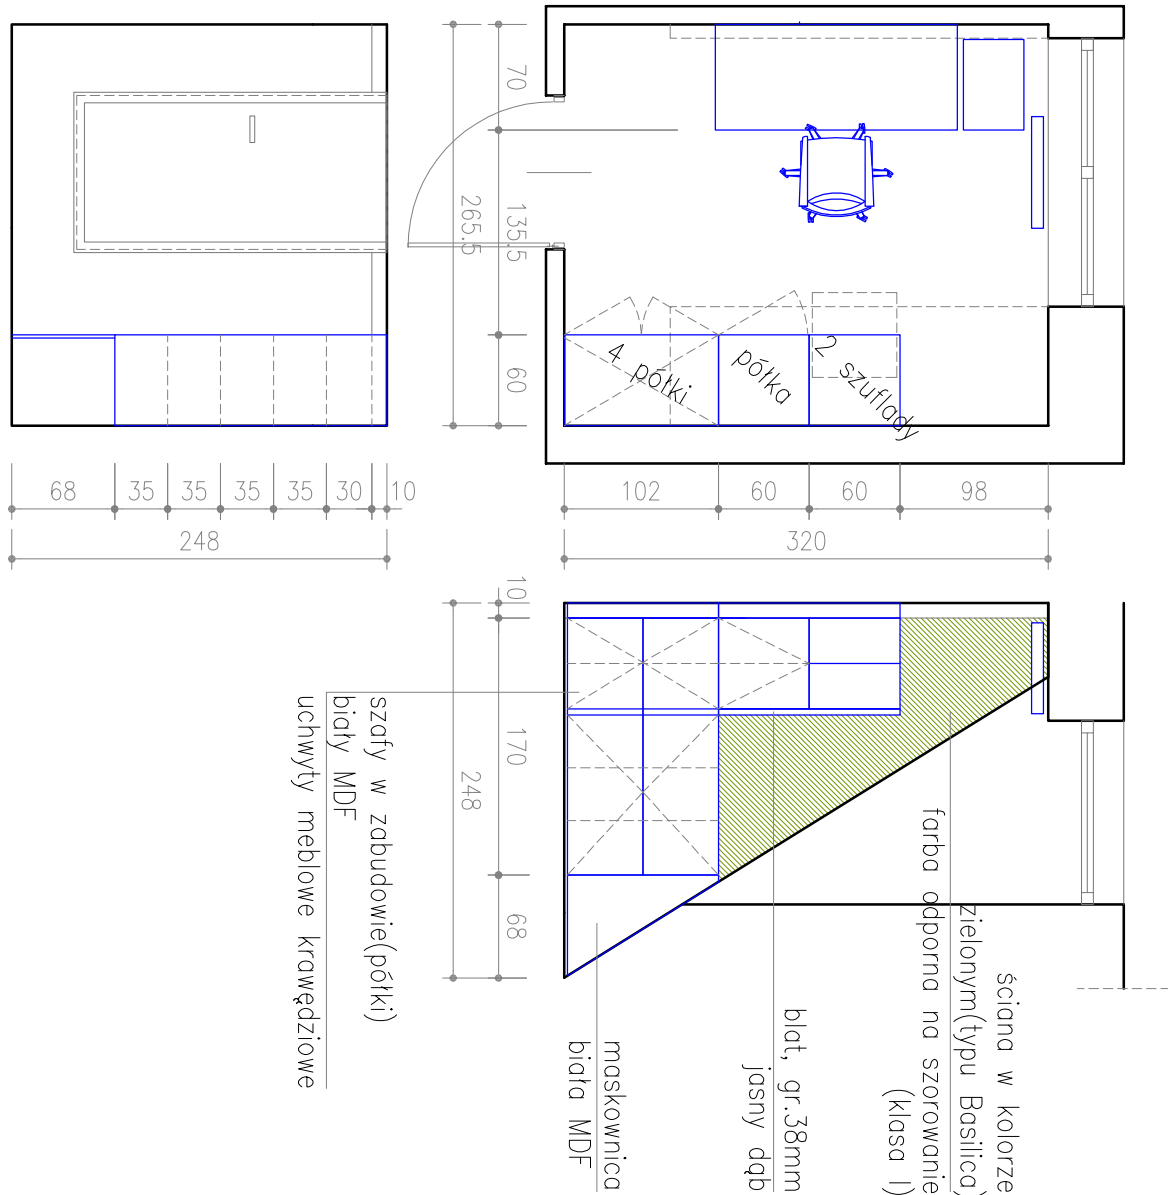 70
135.5
265.5
60
4 półki
półka
2 szuflady
68
35
35
35
35
30
10
248
102
60
60
98
320
10
170
248
68
szafy w zabudowie(półki)
biały MDF
uchwyty meblowe krawędziowe
maskownica
biała MDF
blat, gr.38mm
jasny dąb
ściana w kolorze
zielonym(typu Basilica)
farba odporna na szorowanie
(klasa I)